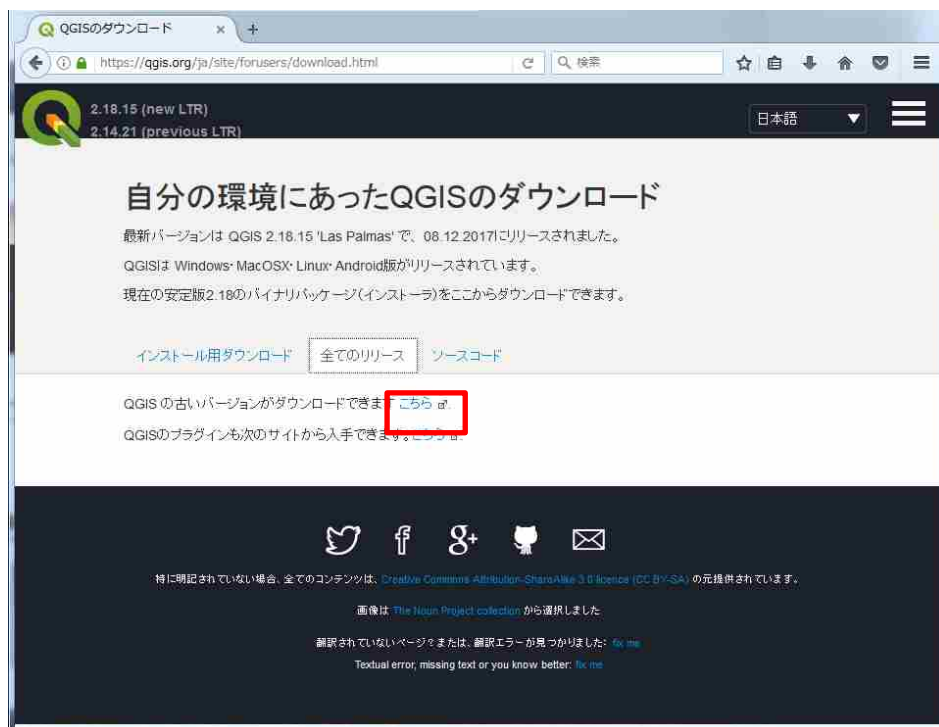 QGISのダウンロード × +
https://qgis.org/ja/site/forusers/download.html 検索
2.18.15 (new LTR)
2.14.21 (previous LTR)
日本語
自分の環境にあったQGISのダウンロード
最新バージョンは QGIS 2.18.15 'Las Palmas' で、08.12.2017にリリースされました。
QGISは Windows・MacOSX・Linux・Android版がリリースされています。
現在の安定版2.18のバイナリパッケージ(インストーラ)をここからダウンロードできます。
インストール用ダウンロード 全てのリリース ソースコード
QGIS の古いバージョンがダウンロードできます こちら .
QGISのプラグインも次のサイトから入手できます。こちら .
特に明記されていない場合、全てのコンテンツは、Creative Commons Attribution-ShareAlike 3.0 licence (CC BY-SA) の元提供されています。
画像は The Noun Project collection から選択しました
翻訳されていないページ?または、翻訳エラーが見つかりました: fix me
Textual error, missing text or you know better: fix me